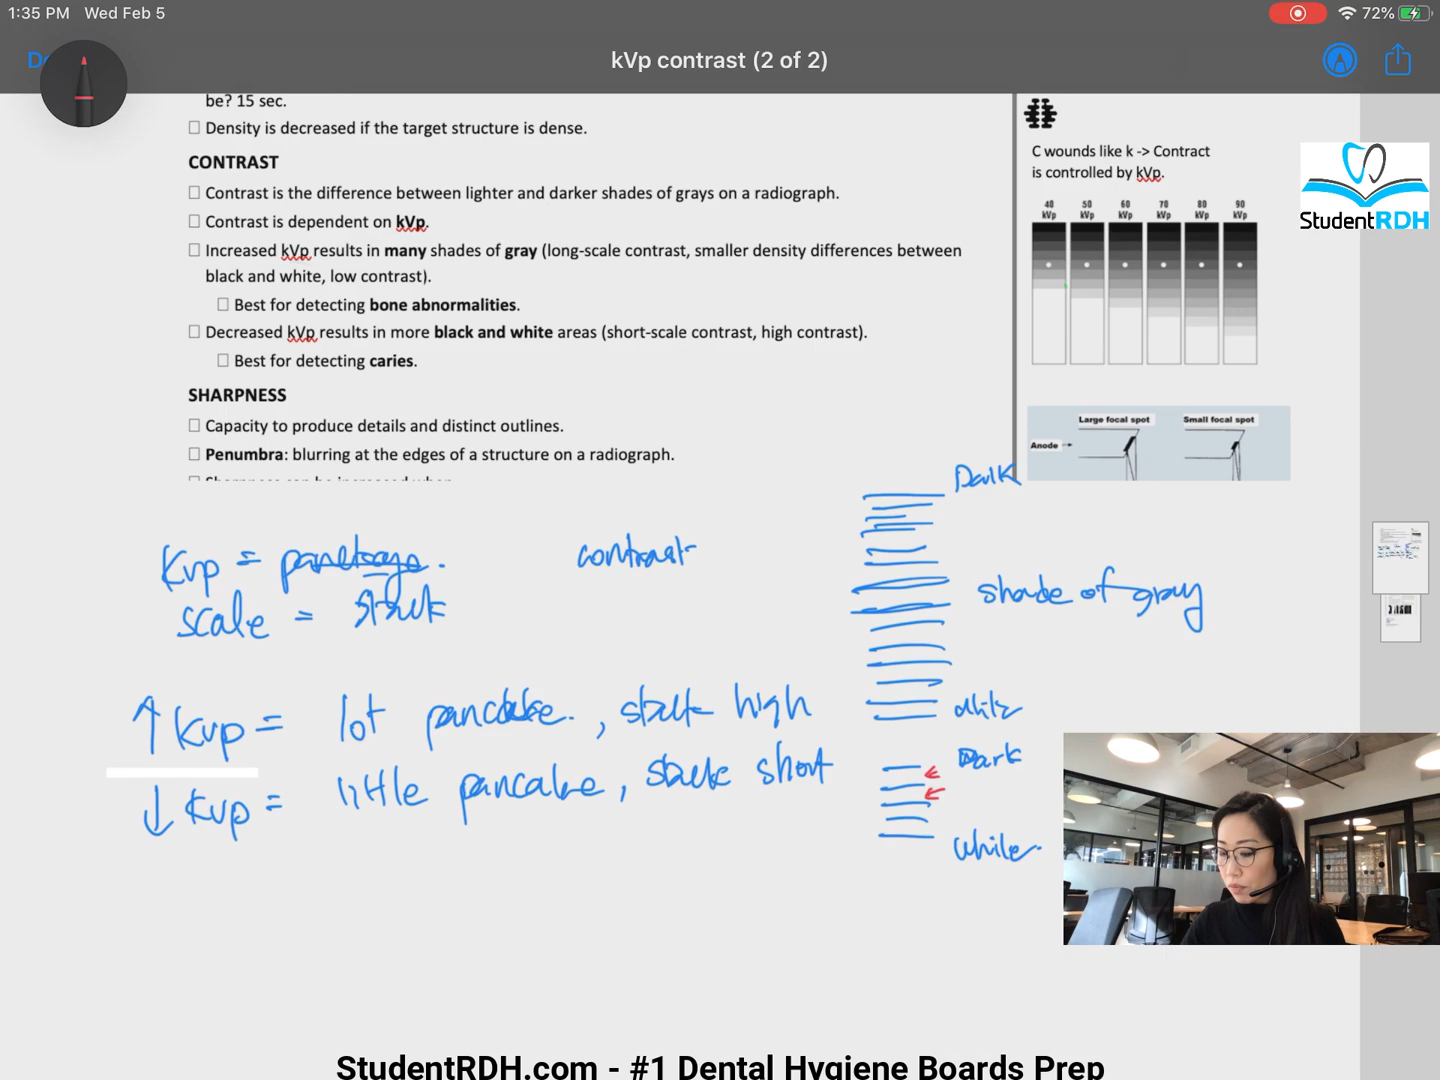 1:35 PM Wed Feb 5
72%
kVp contrast (2 of 2)
be? 15 sec.
Density is decreased if the target structure is dense.
CONTRAST
Contrast is the difference between lighter and darker shades of grays on a radiograph.
Contrast is dependent on kVp.
Increased kVp results in many shades of gray (long-scale contrast, smaller density differences between
black and white, low contrast).
Best for detecting bone abnormalities.
Decreased kVp results in more black and white areas (short-scale contrast, high contrast).
Best for detecting caries.
SHARPNESS
Capacity to produce details and distinct outlines.
Penumbra: blurring at the edges of a structure on a radiograph.
C wounds like k -> Contract
is controlled by kVp.
40 kVp 50 kVp 60 kVp 70 kVp 80 kVp 90 kVp
StudentRDH
Large focal spot Small focal spot
Anode
Dark
Kvp =
contrast
shade of gray
scale = stack
↑ Kvp = lot pancake, stack high
↓ Kvp = little pancake, stack short
Dark
White
StudentRDH.com - #1 Dental Hygiene Boards Prep